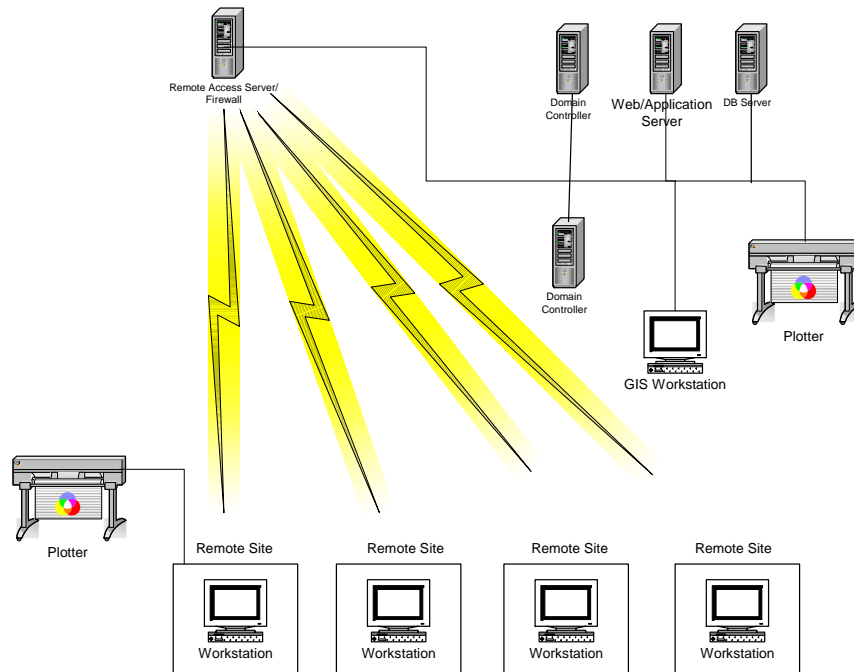 Remote Access Server/
Firewall
Domain
Controller
Web/Application
Server
DB Server
Domain
Controller
Plotter
GIS Workstation
Plotter
Remote Site
Remote Site
Remote Site
Remote Site
Workstation
Workstation
Workstation
Workstation